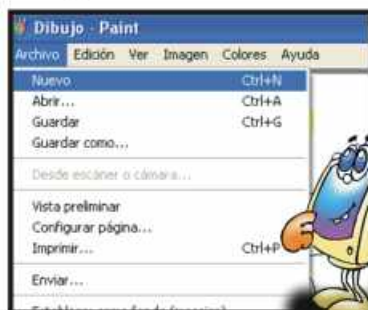 Dibujo - Paint
Archivo Edición Ver Imagen Colores Ayuda
Nuevo Ctrl+N
Abrir... Ctrl+A
Guardar Ctrl+G
Guardar como...
Desde escáner o cámara...
Vista preliminar
Configurar página...
Imprimir... Ctrl+P
Enviar...